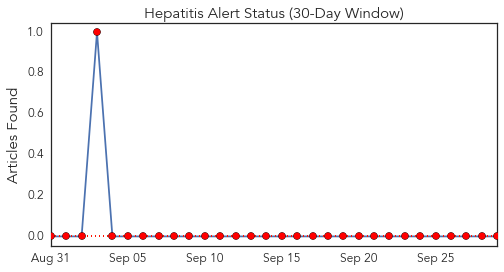 Hepatitis Alert Status (30-Day Window)
Articles Found
1.0
0.8
0.6
0.4
0.2
0.0
Aug 31 Sep 05 Sep 10 Sep 15 Sep 20 Sep 25